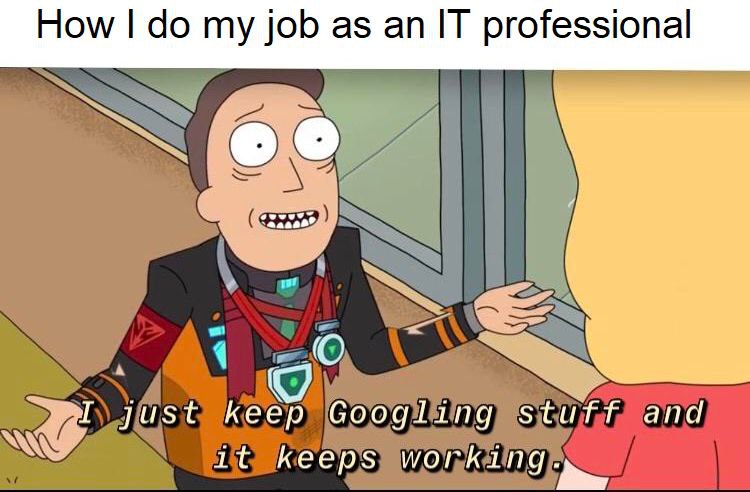 How I do my job as an IT professional
I just keep Googling stuff and
it keeps working.